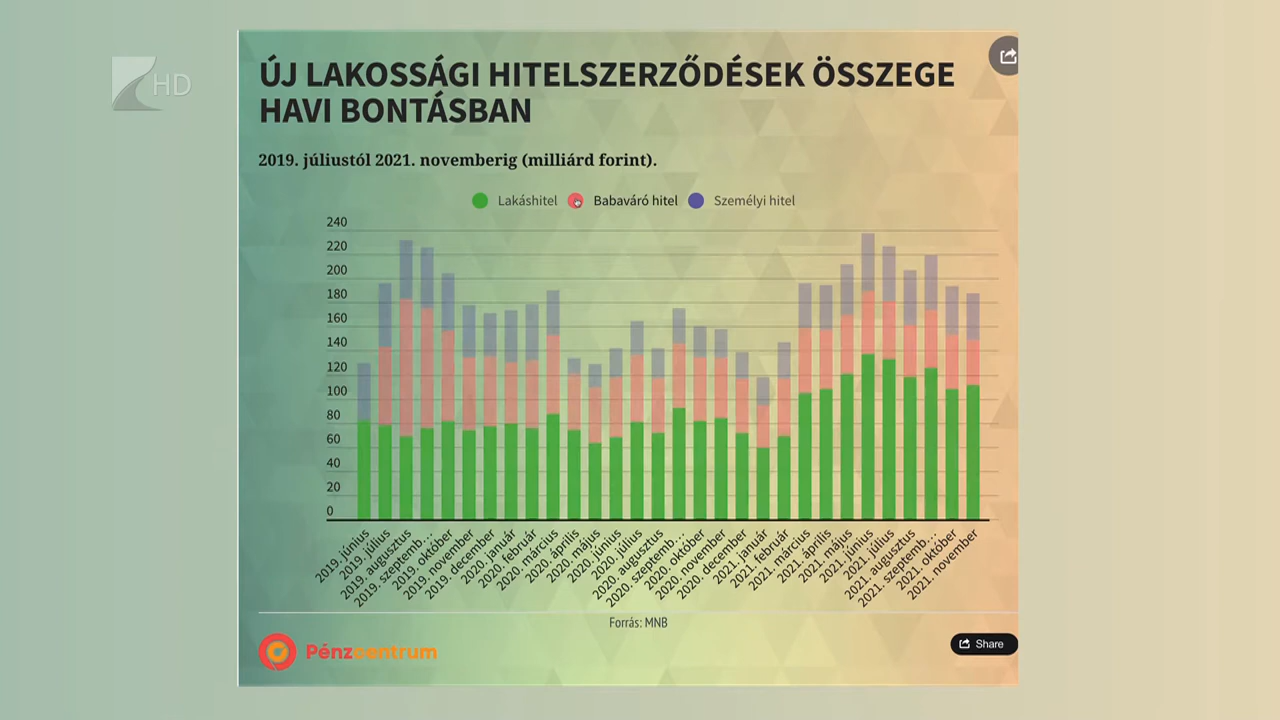 HD
ÚJ LAKOSSÁGI HITELSZERZŐDÉSEK ÖSSZEGE
HAVI BONTÁSBAN
2019. júliustól 2021. novemberig (milliárd forint).
Lakáshitel Babaváró hitel Személyi hitel
240
220
200
180
160
140
120
100
80
60
40
20
0
2019. június
2019. július
2019. augusztus
2019. szeptemb...
2019. október
2019. november
2019. december
2020. január
2020. február
2020. március
2020. április
2020. május
2020. június
2020. július
2020. augusztus
2020. szeptemb...
2020. október
2020. november
2020. december
2021. január
2021. február
2021. március
2021. április
2021. május
2021. június
2021. július
2021. augusztus
2021. szeptemb...
2021. október
2021. november
Forrás: MNB
Pénzcentrum
Share